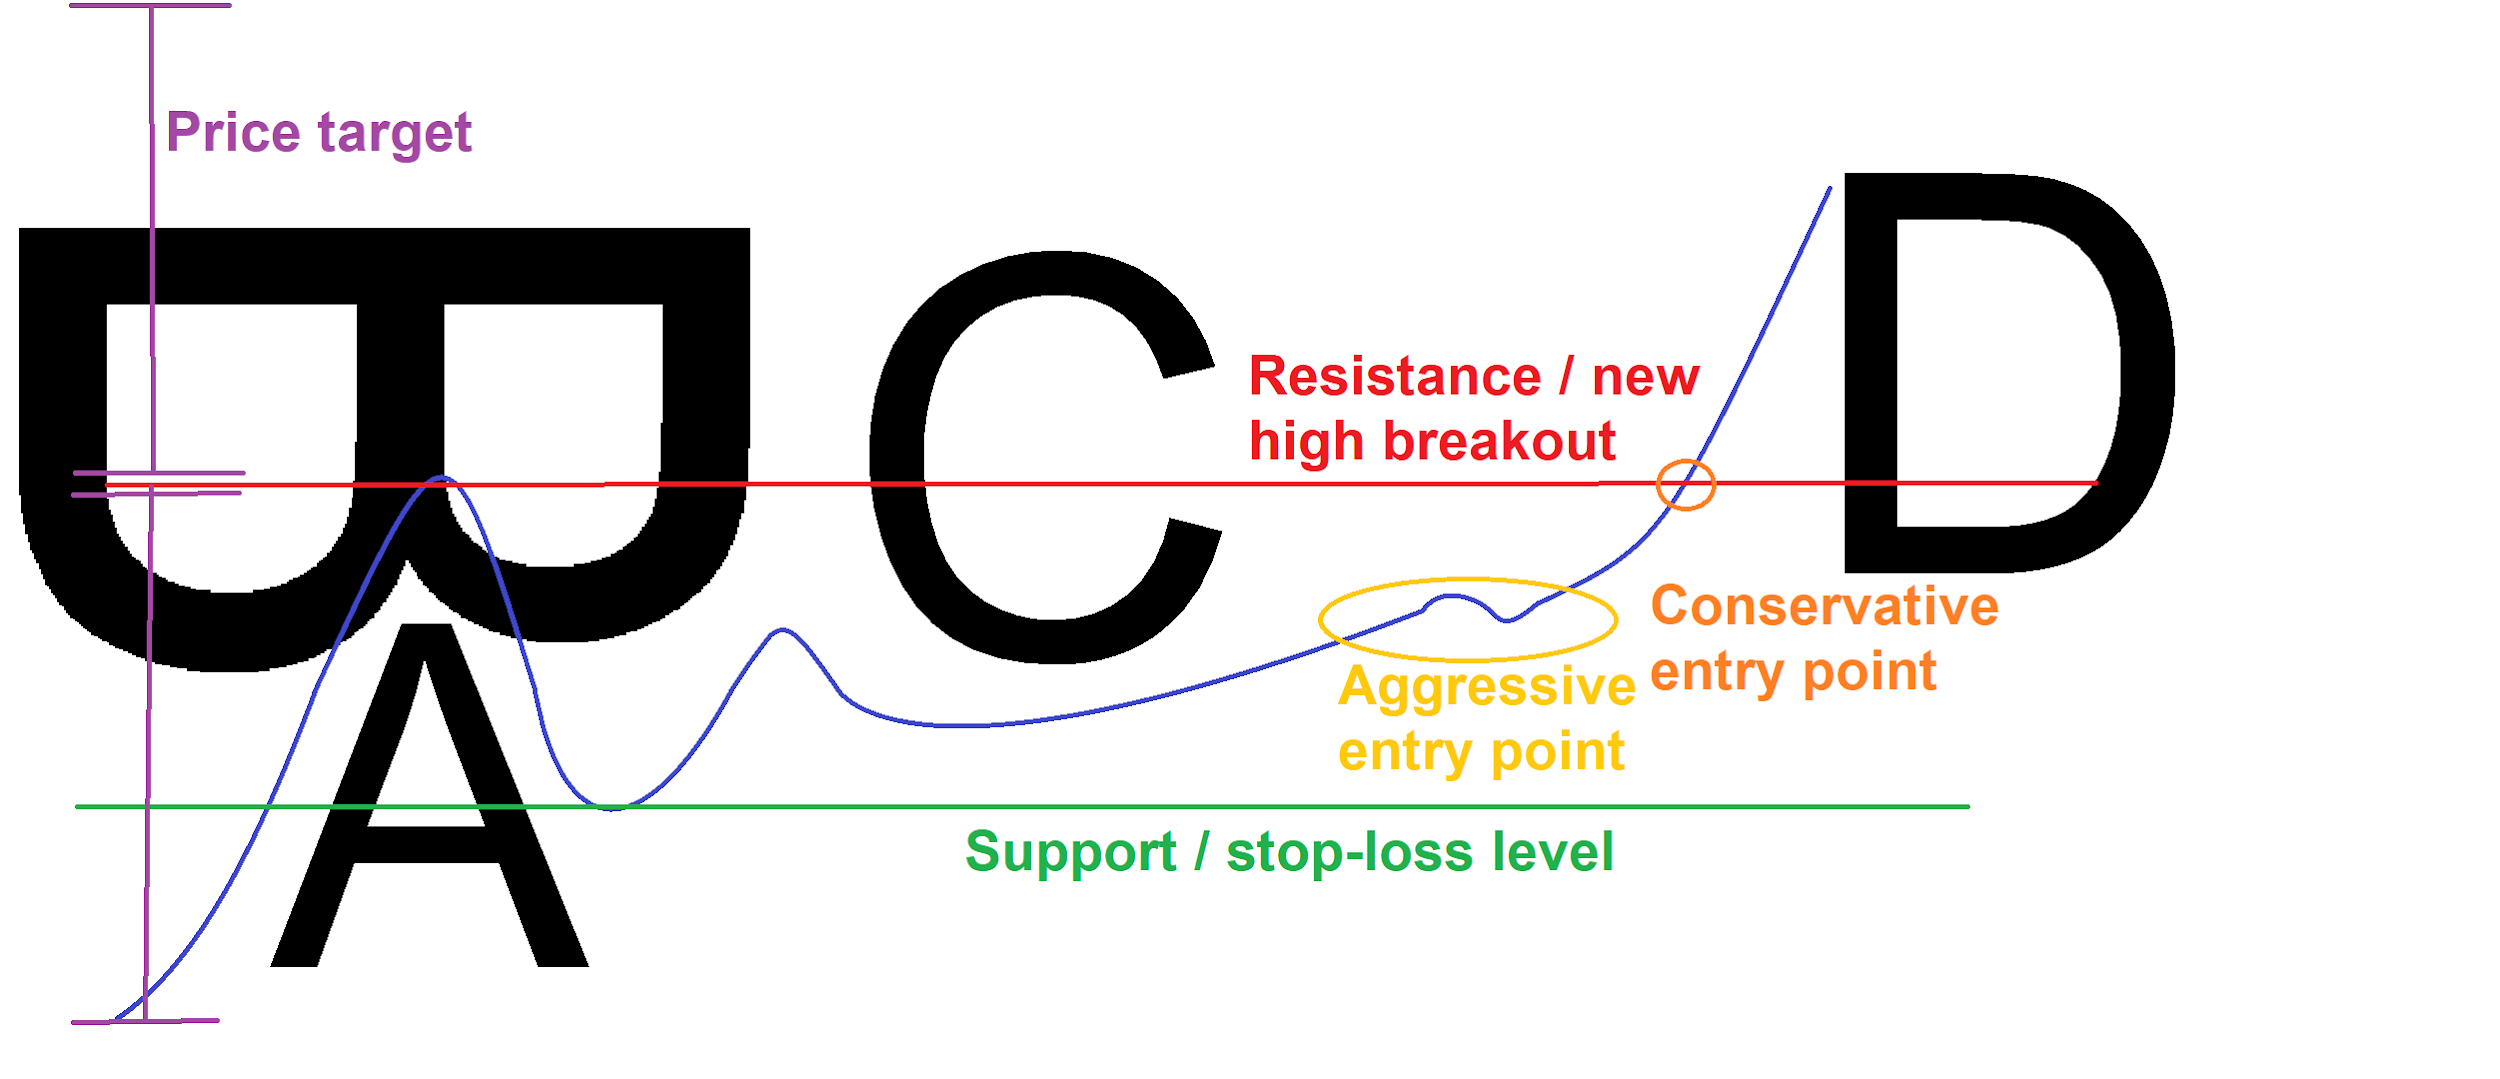 Price target
B
C
D
A
Resistance / new
high breakout
Conservative
entry point
Aggressive
entry point
Support / stop-loss level